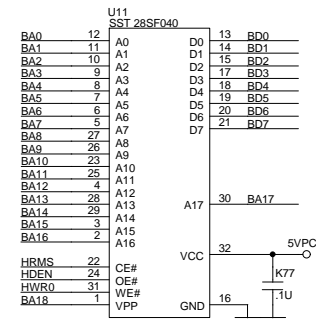 U11
SST 28SF040
BA0 12 A0 D0 13 BD0
BA1 11 A1 D1 14 BD1
BA2 10 A2 D2 15 BD2
BA3 9 A3 D3 17 BD3
BA4 8 A4 D4 18 BD4
BA5 7 A5 D5 19 BD5
BA6 6 A6 D6 20 BD6
BA7 5 A7 D7 21 BD7
BA8 27 A8
BA9 26 A9
BA10 23 A10
BA11 25 A11
BA12 4 A12
BA13 28 A13
BA14 29 A14 A17 30 BA17
BA15 3 A15
BA16 2 A16
VCC 32 5VPC
HRMS 22 CE#
HDEN 24 OE# K77
HWR0 31 WE# .1U
BA18 1 VPP GND 16